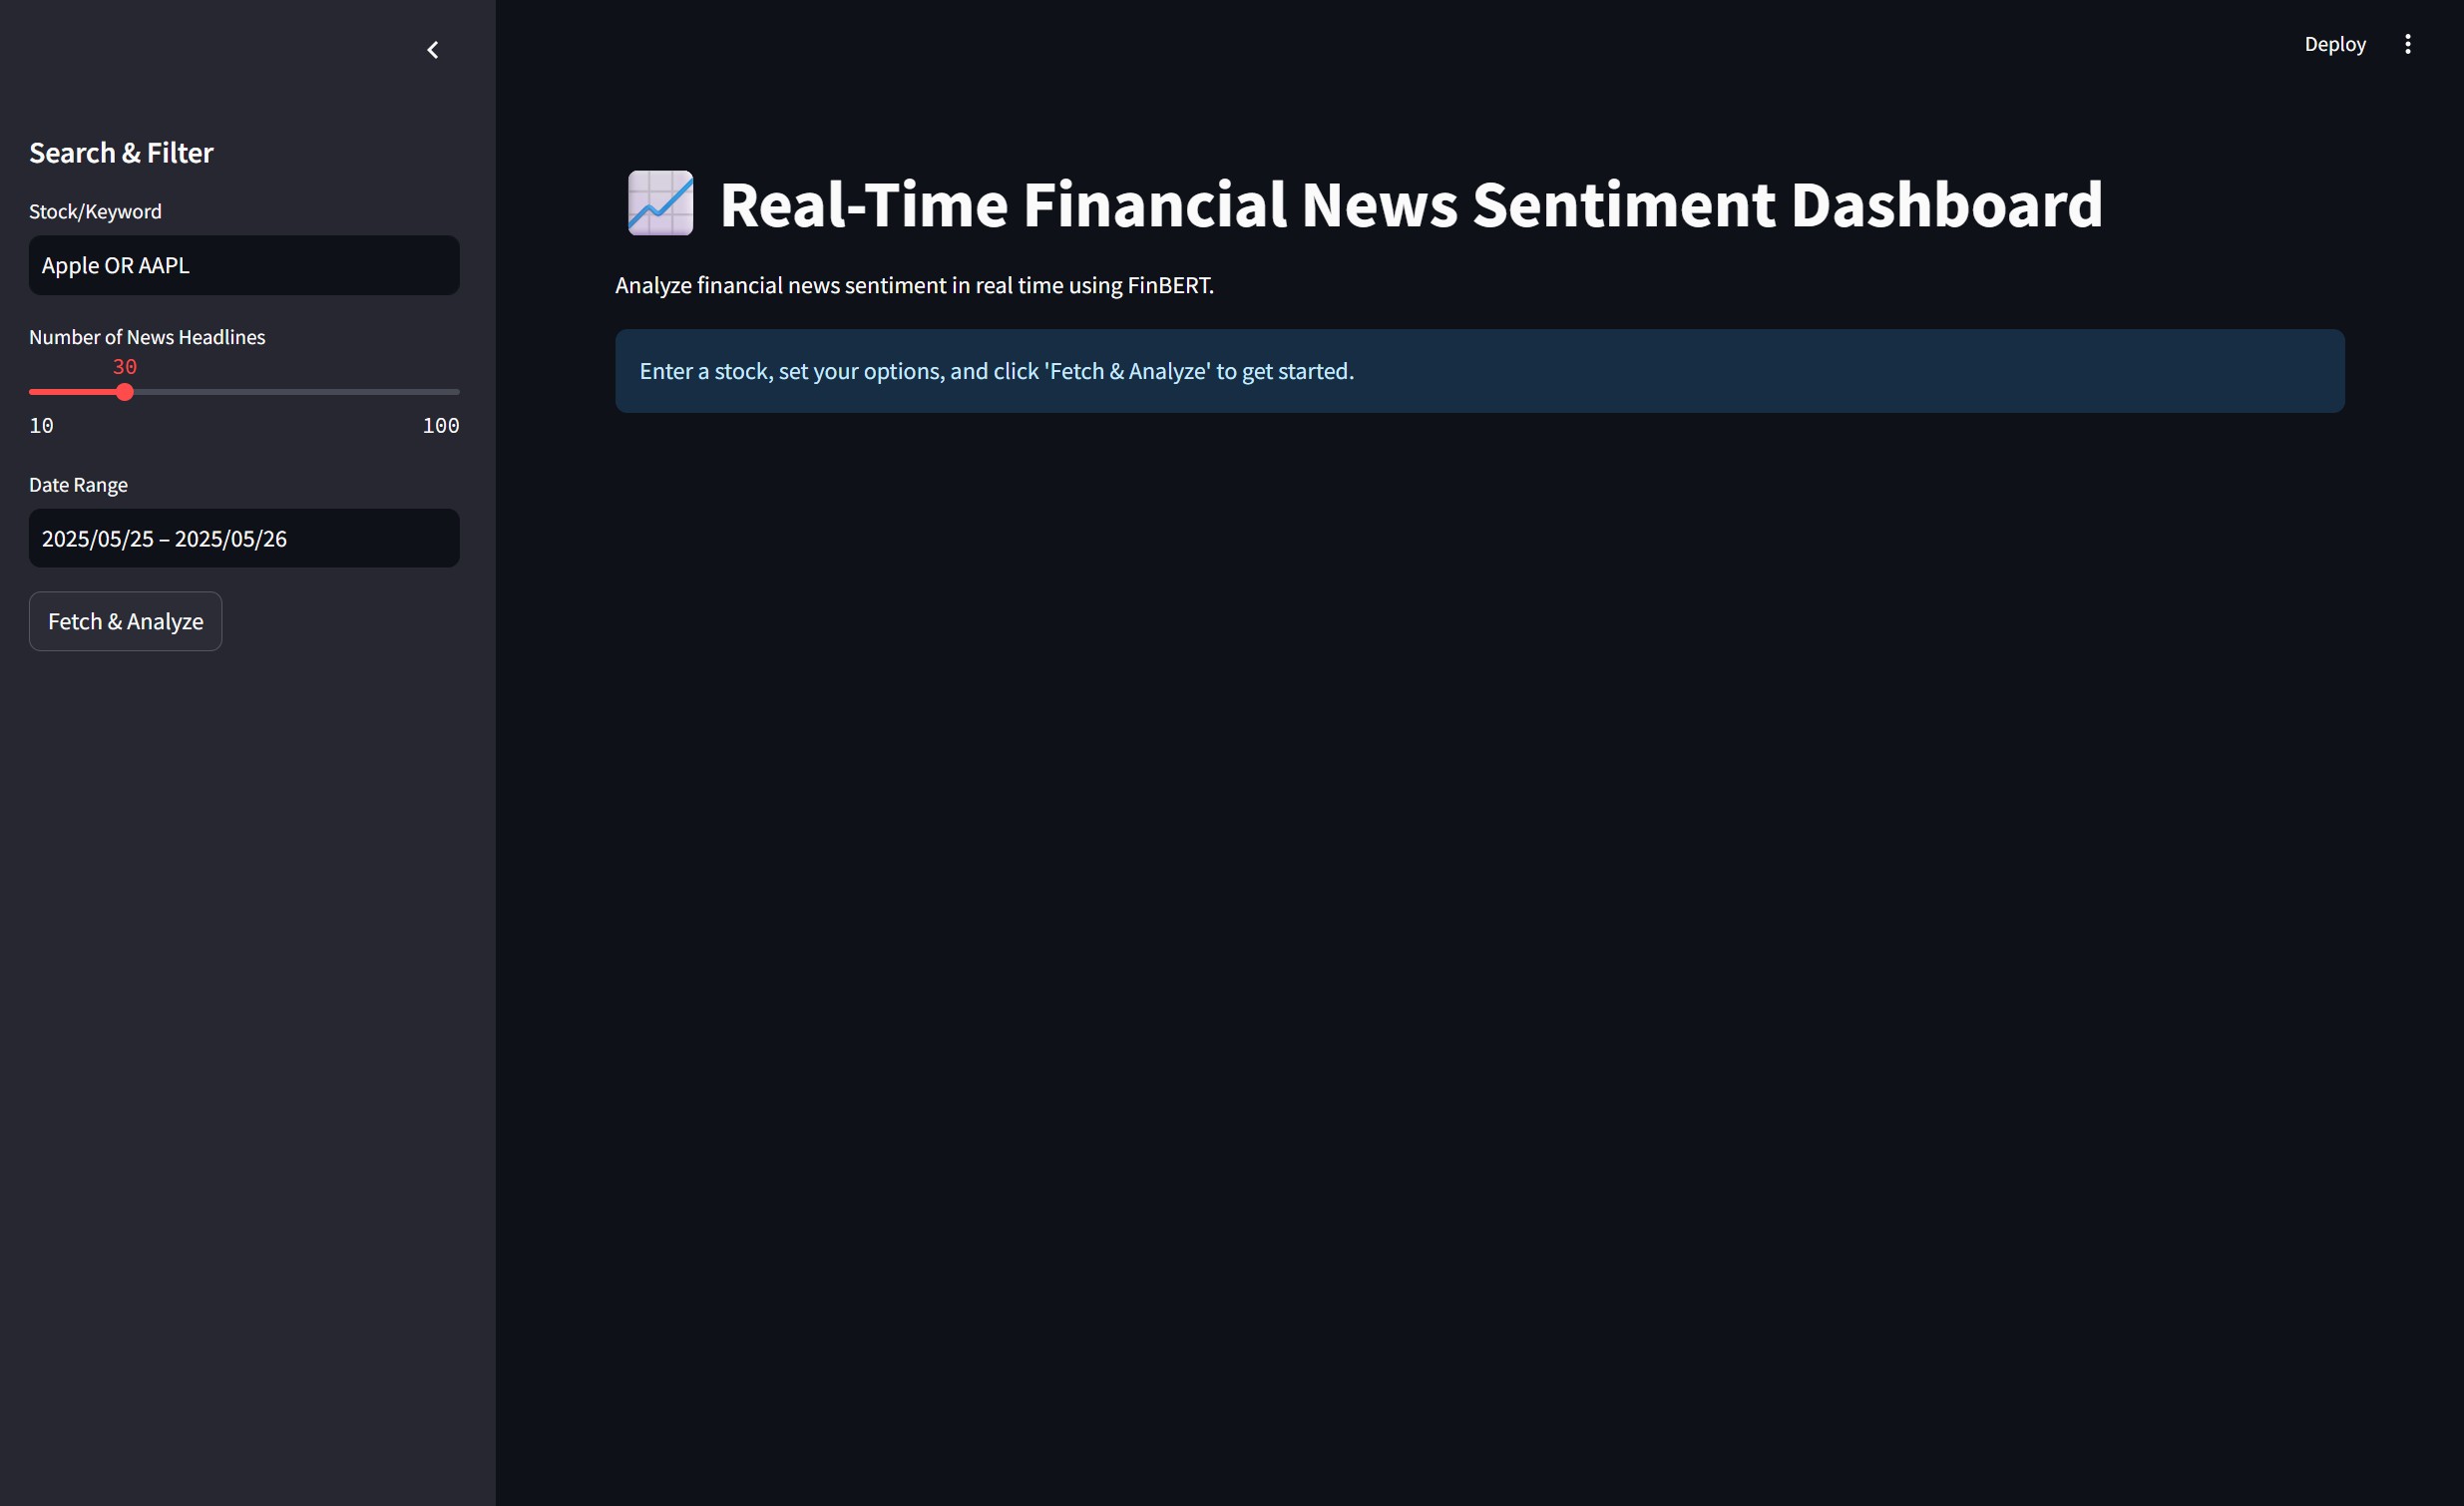 Deploy
Search & Filter
Stock/Keyword
Apple OR AAPL
Number of News Headlines
30
10 100
Date Range
2025/05/25 – 2025/05/26
Fetch & Analyze
Real-Time Financial News Sentiment Dashboard
Analyze financial news sentiment in real time using FinBERT.
Enter a stock, set your options, and click 'Fetch & Analyze' to get started.